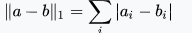 ‖a − b‖₁ = ∑ᵢ |aᵢ − bᵢ|